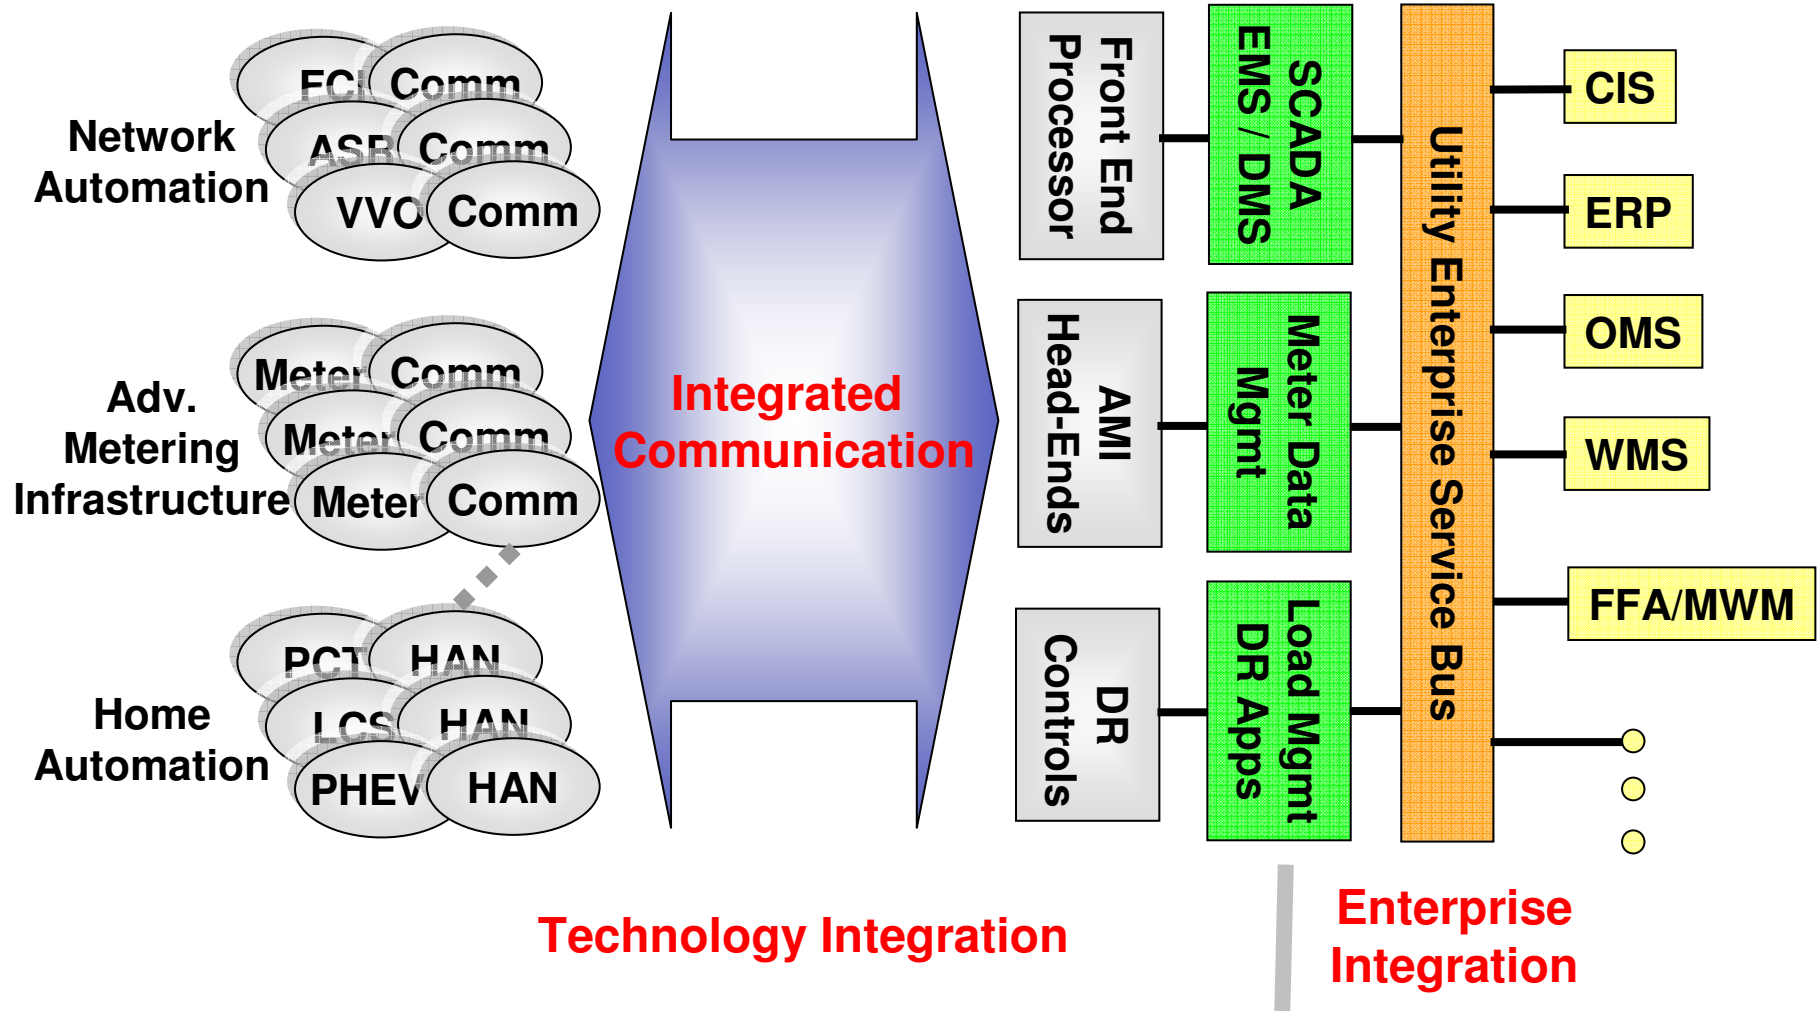 Network
Automation
FCI
Comm
ASR
Comm
VVO
Comm
Adv.
Metering
Infrastructure
Meter
Comm
Meter
Comm
Meter
Comm
Home
Automation
PCT
HAN
LCS
HAN
PHEV
HAN
Integrated
Communication
Front End
Processor
AMI
Head-Ends
DR
Controls
SCADA
EMS / DMS
Meter Data
Mgmt
Load Mgmt
DR Apps
Utility Enterprise Service Bus
CIS
ERP
OMS
WMS
FFA/MWM
Technology Integration
Enterprise
Integration